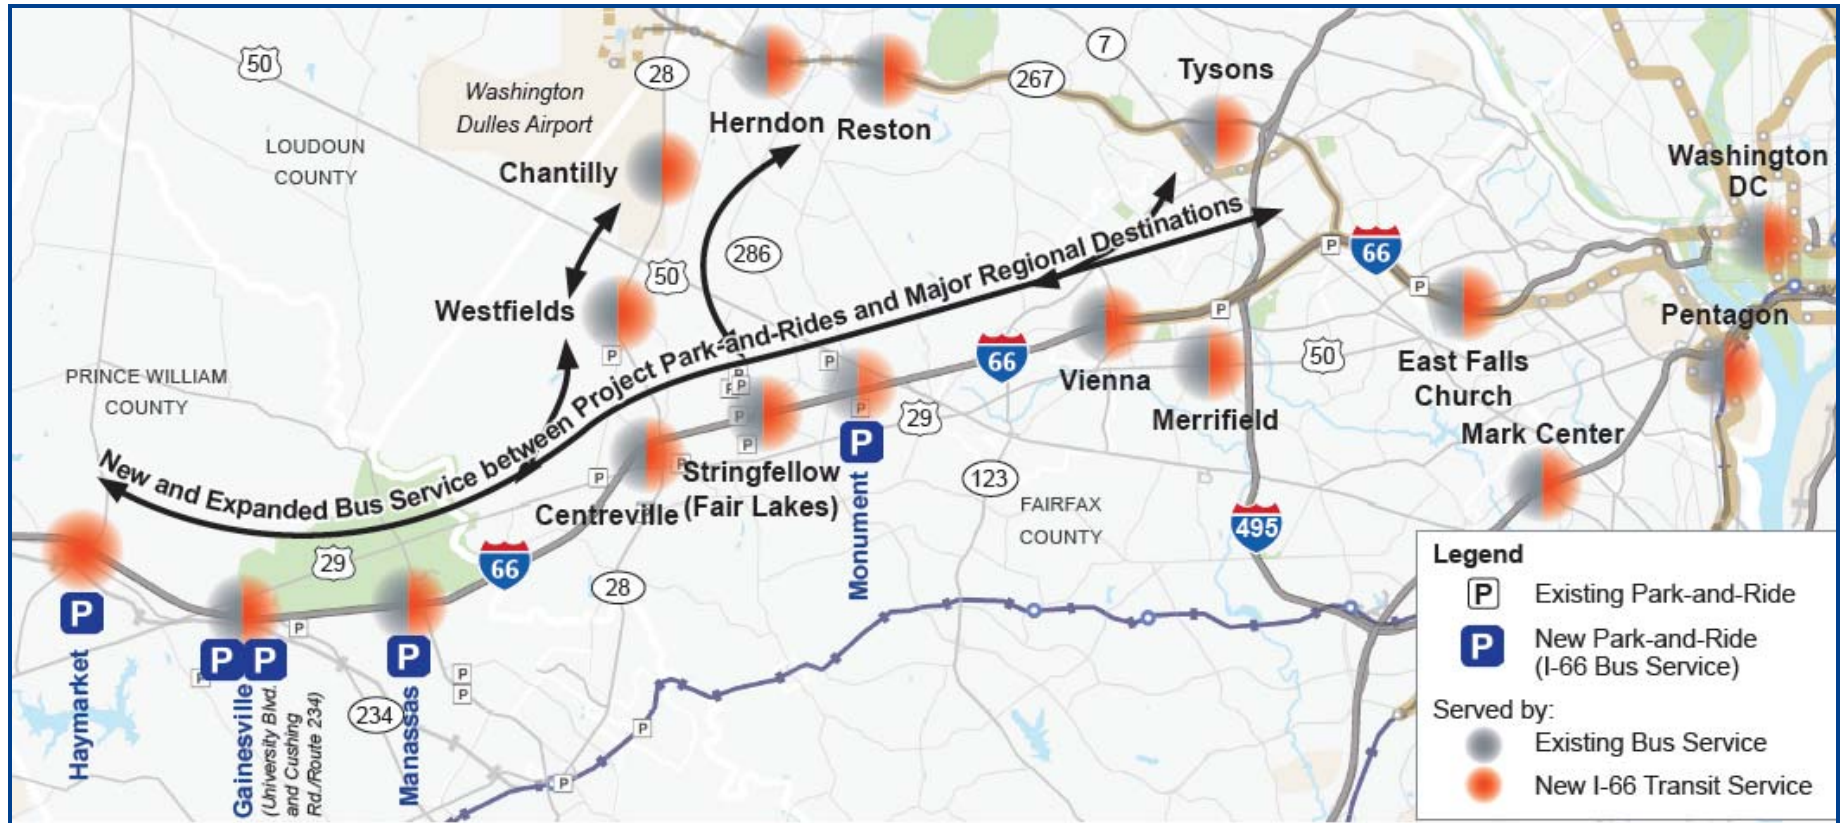 50
28
7
267
Tysons
Washington
Dulles Airport
Herndon
Reston
LOUDOUN
COUNTY
Chantilly
Washington
DC
286
50
66
Westfields
New and Expanded Bus Service between Project Park-and-Rides and Major Regional Destinations
P
P
P
P
P
P
P
P
P
P
P
P
Pentagon
66
50
East Falls
Church
PRINCE WILLIAM
COUNTY
Vienna
Merrifield
29
P
Mark Center
Stringfellow
(Fair Lakes)
Centreville
Monument
123
FAIRFAX
COUNTY
495
29
66
28
P
Haymarket
P P
Gainesville
(University Blvd.
and Cushing
Rd./Route 234)
P
Manassas
P
P
P
P
234
P
P
Legend
P Existing Park-and-Ride
P New Park-and-Ride
(I-66 Bus Service)
Served by:
Existing Bus Service
New I-66 Transit Service